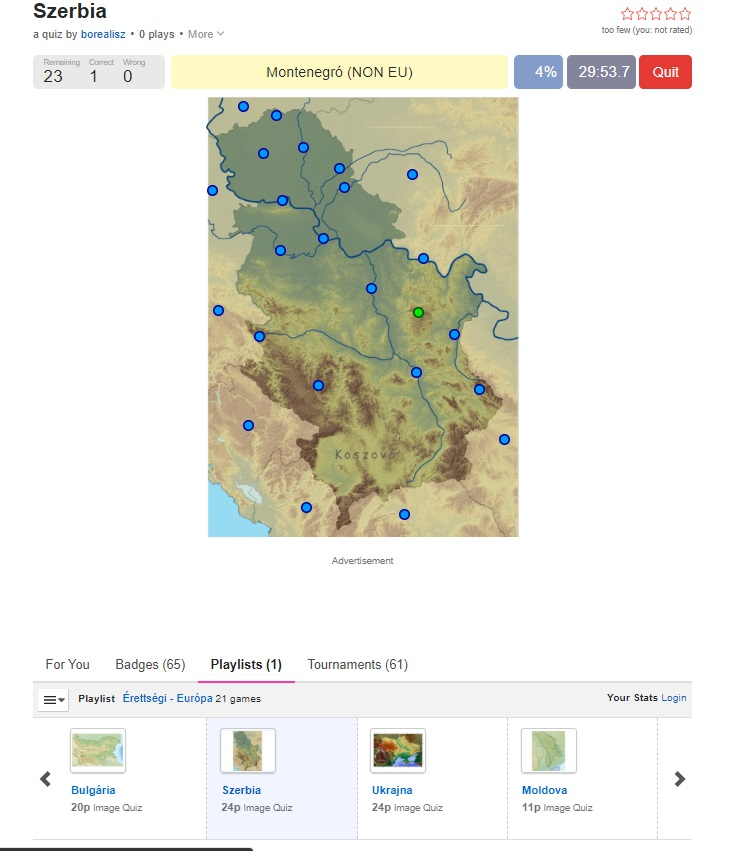 Szerbia
a quiz by borealisz • 0 plays • More
too few (you: not rated)
Remaining Correct Wrong
23 1 0
Montenegró (NON EU)
4%
29:53.7
Quit
Koszovó
Advertisement
For You
Badges (65)
Playlists (1)
Tournaments (61)
Playlist Érettségi - Európa 21 games
Your Stats Login
Bulgária
20p Image Quiz
Szerbia
24p Image Quiz
Ukrajna
24p Image Quiz
Moldova
11p Image Quiz